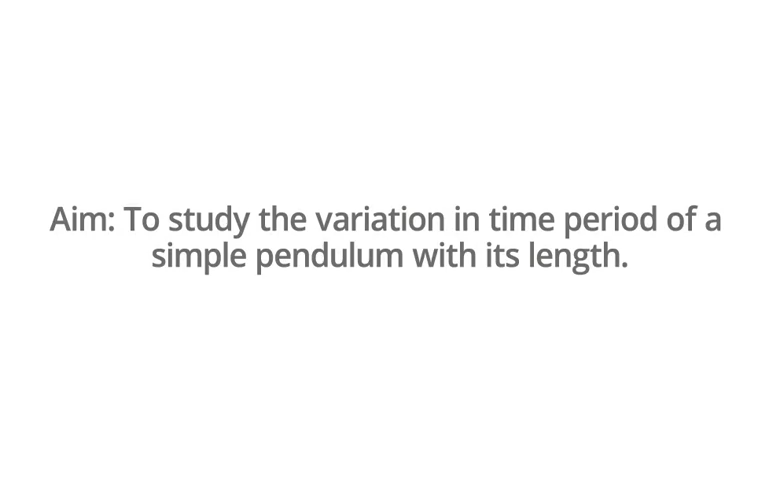 Aim: To study the variation in time period of a
simple pendulum with its length.